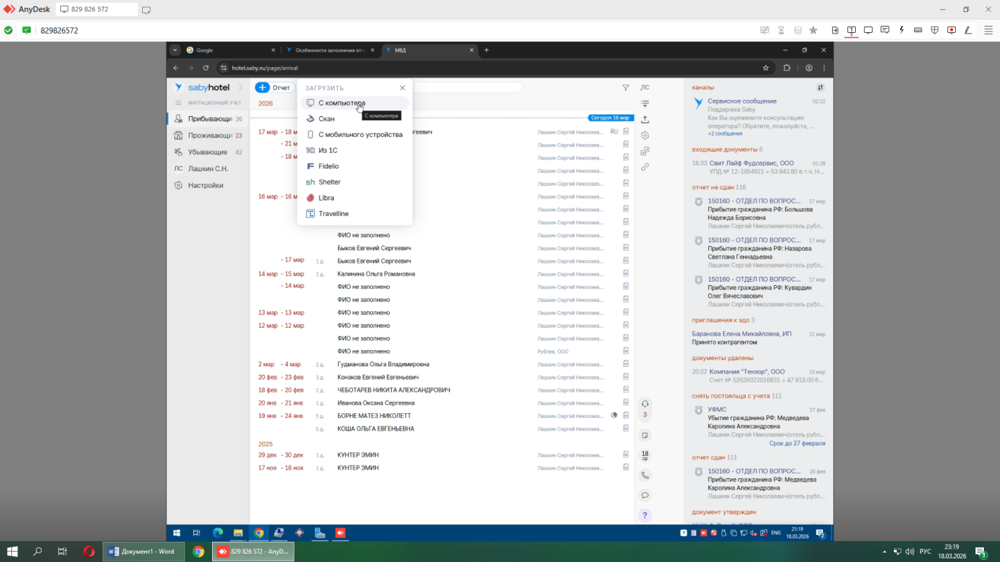 AnyDesk
829 826 572
829826572
Google
Особенности заполнения отч
МВД
hotel.saby.ru/page/arrival
sabyhotel
МИГРАЦИОННЫЙ УЧЕТ
Прибывающи 26
Проживающи 23
Убывающие 42
ЛС Лашкин С.Н.
Настройки
Отчет
2026
ЗАГРУЗИТЬ
С компьютера
С компьютера
Скан
С мобильного устройства
Из 1С
Fidelio
sh Shelter
Libra
Travelline
Сегодня 18 мар
17 мар - 18 м
ргеевич Лашкин Сергей Николаев... RU
- 21 м Лашкин Сергей Николаев...
- 18 м Лашкин Сергей Николаев...
Лашкин Сергей Николаев...
Лашкин Сергей Николаев...
16 мар - 16 м Лашкин Сергей Николаев...
Лашкин Сергей Николаев...
Лашкин Сергей Николаев...
ФИО не заполнено Лашкин Сергей Николаев...
Быков Евгений Сергеевич Лашкин Сергей Николаев...
- 17 мар 1 д. Быков Евгений Сергеевич Лашкин Сергей Николаев...
14 мар - 15 мар 1 д. Калинина Ольга Романовна Лашкин Сергей Николаев...
- 14 мар ФИО не заполнено Лашкин Сергей Николаев...
ФИО не заполнено Лашкин Сергей Николаев...
13 мар - 13 мар ФИО не заполнено Лашкин Сергей Николаев...
12 мар - 12 мар ФИО не заполнено Лашкин Сергей Николаев...
ФИО не заполнено Лашкин Сергей Николаев...
ФИО не заполнено Рублев, ООО
2 мар - 4 мар 2 д. Гудманова Ольга Владимировна Лашкин Сергей Николаев...
20 фев - 23 фев 3 д. Конаков Евгений Евгеньевич Лашкин Сергей Николаев...
18 фев - 20 фев 2 д. ЧЕБОТАРЕВ НИКИТА АЛЕКСАНДРОВИЧ Лашкин Сергей Николаев...
20 янв - 21 янв 1 д. Иванова Оксана Сергеевна Лашкин Сергей Николаев...
19 янв - 24 янв 5 д. БОРНЕ МАТЕЗ НИКОЛЕТТ Лашкин Сергей Николаев...
5 д. КОША ОЛЬГА ЕВГЕНЬЕВНА Лашкин Сергей Николаев...
2025
29 дек - 30 дек 1 д. КУНТЕР ЭМИН Лашкин Сергей Николаев...
17 ноя - 18 ноя 1 д. КУНТЕР ЭМИН Лашкин Сергей Николаев...
ЛС
3
18
ср
?
каналы
Сервисное сообщение 02:22
Поддержка Saby
Как Вы оцениваете консультацию
оператора? Обратите, пожалуйста, ...
+2 сообщения
входящие документы 6
18.03 Свит Лайф Фудсервис, ООО 01:38
УПД № 12-1954921 = 53 843.80 в т.ч. Н...
отчет не сдан 116
150160 - ОТДЕЛ ПО ВОПРОС... 17 мар
Прибытие гражданина РФ: Большова
Надежда Борисовна
Лашкин Сергей Николаевич(отель рубл...
150160 - ОТДЕЛ ПО ВОПРОС... 17 мар
Прибытие гражданина РФ: Назарова
Светлана Геннадьевна
Лашкин Сергей Николаевич(отель рубл...
150160 - ОТДЕЛ ПО ВОПРОС... 17 мар
Прибытие гражданина РФ: Кувардин
Олег Вячеславович
Лашкин Сергей Николаевич(отель рубл...
приглашения к эдо 3
Баранова Елена Михайловна, ИП 12 мар
Принято контрагентом
документы удалены
20.02 Компания "Тензор", ООО 10 мар
Счет № 52626022016831 = 47 918.00 б...
снять постояльца с учета 111
УФМС 27 фев
Убытие гражданина РФ: Медведева
Каролина Александровна
Лашкин Сергей Николаевич(отель рубл...
Срок до 27 февраля
отчет сдан 111
150160 - ОТДЕЛ ПО ВОПРОС... 26 фев
Прибытие гражданина РФ: Медведева
Каролина Александровна
Лашкин Сергей Николаевич(отель рубл...
документ утвержден
ENG
21:19
18.03.2026
2
Документ1 - Word
829 826 572 - AnyD...
РУС
23:19
18.03.2026
3